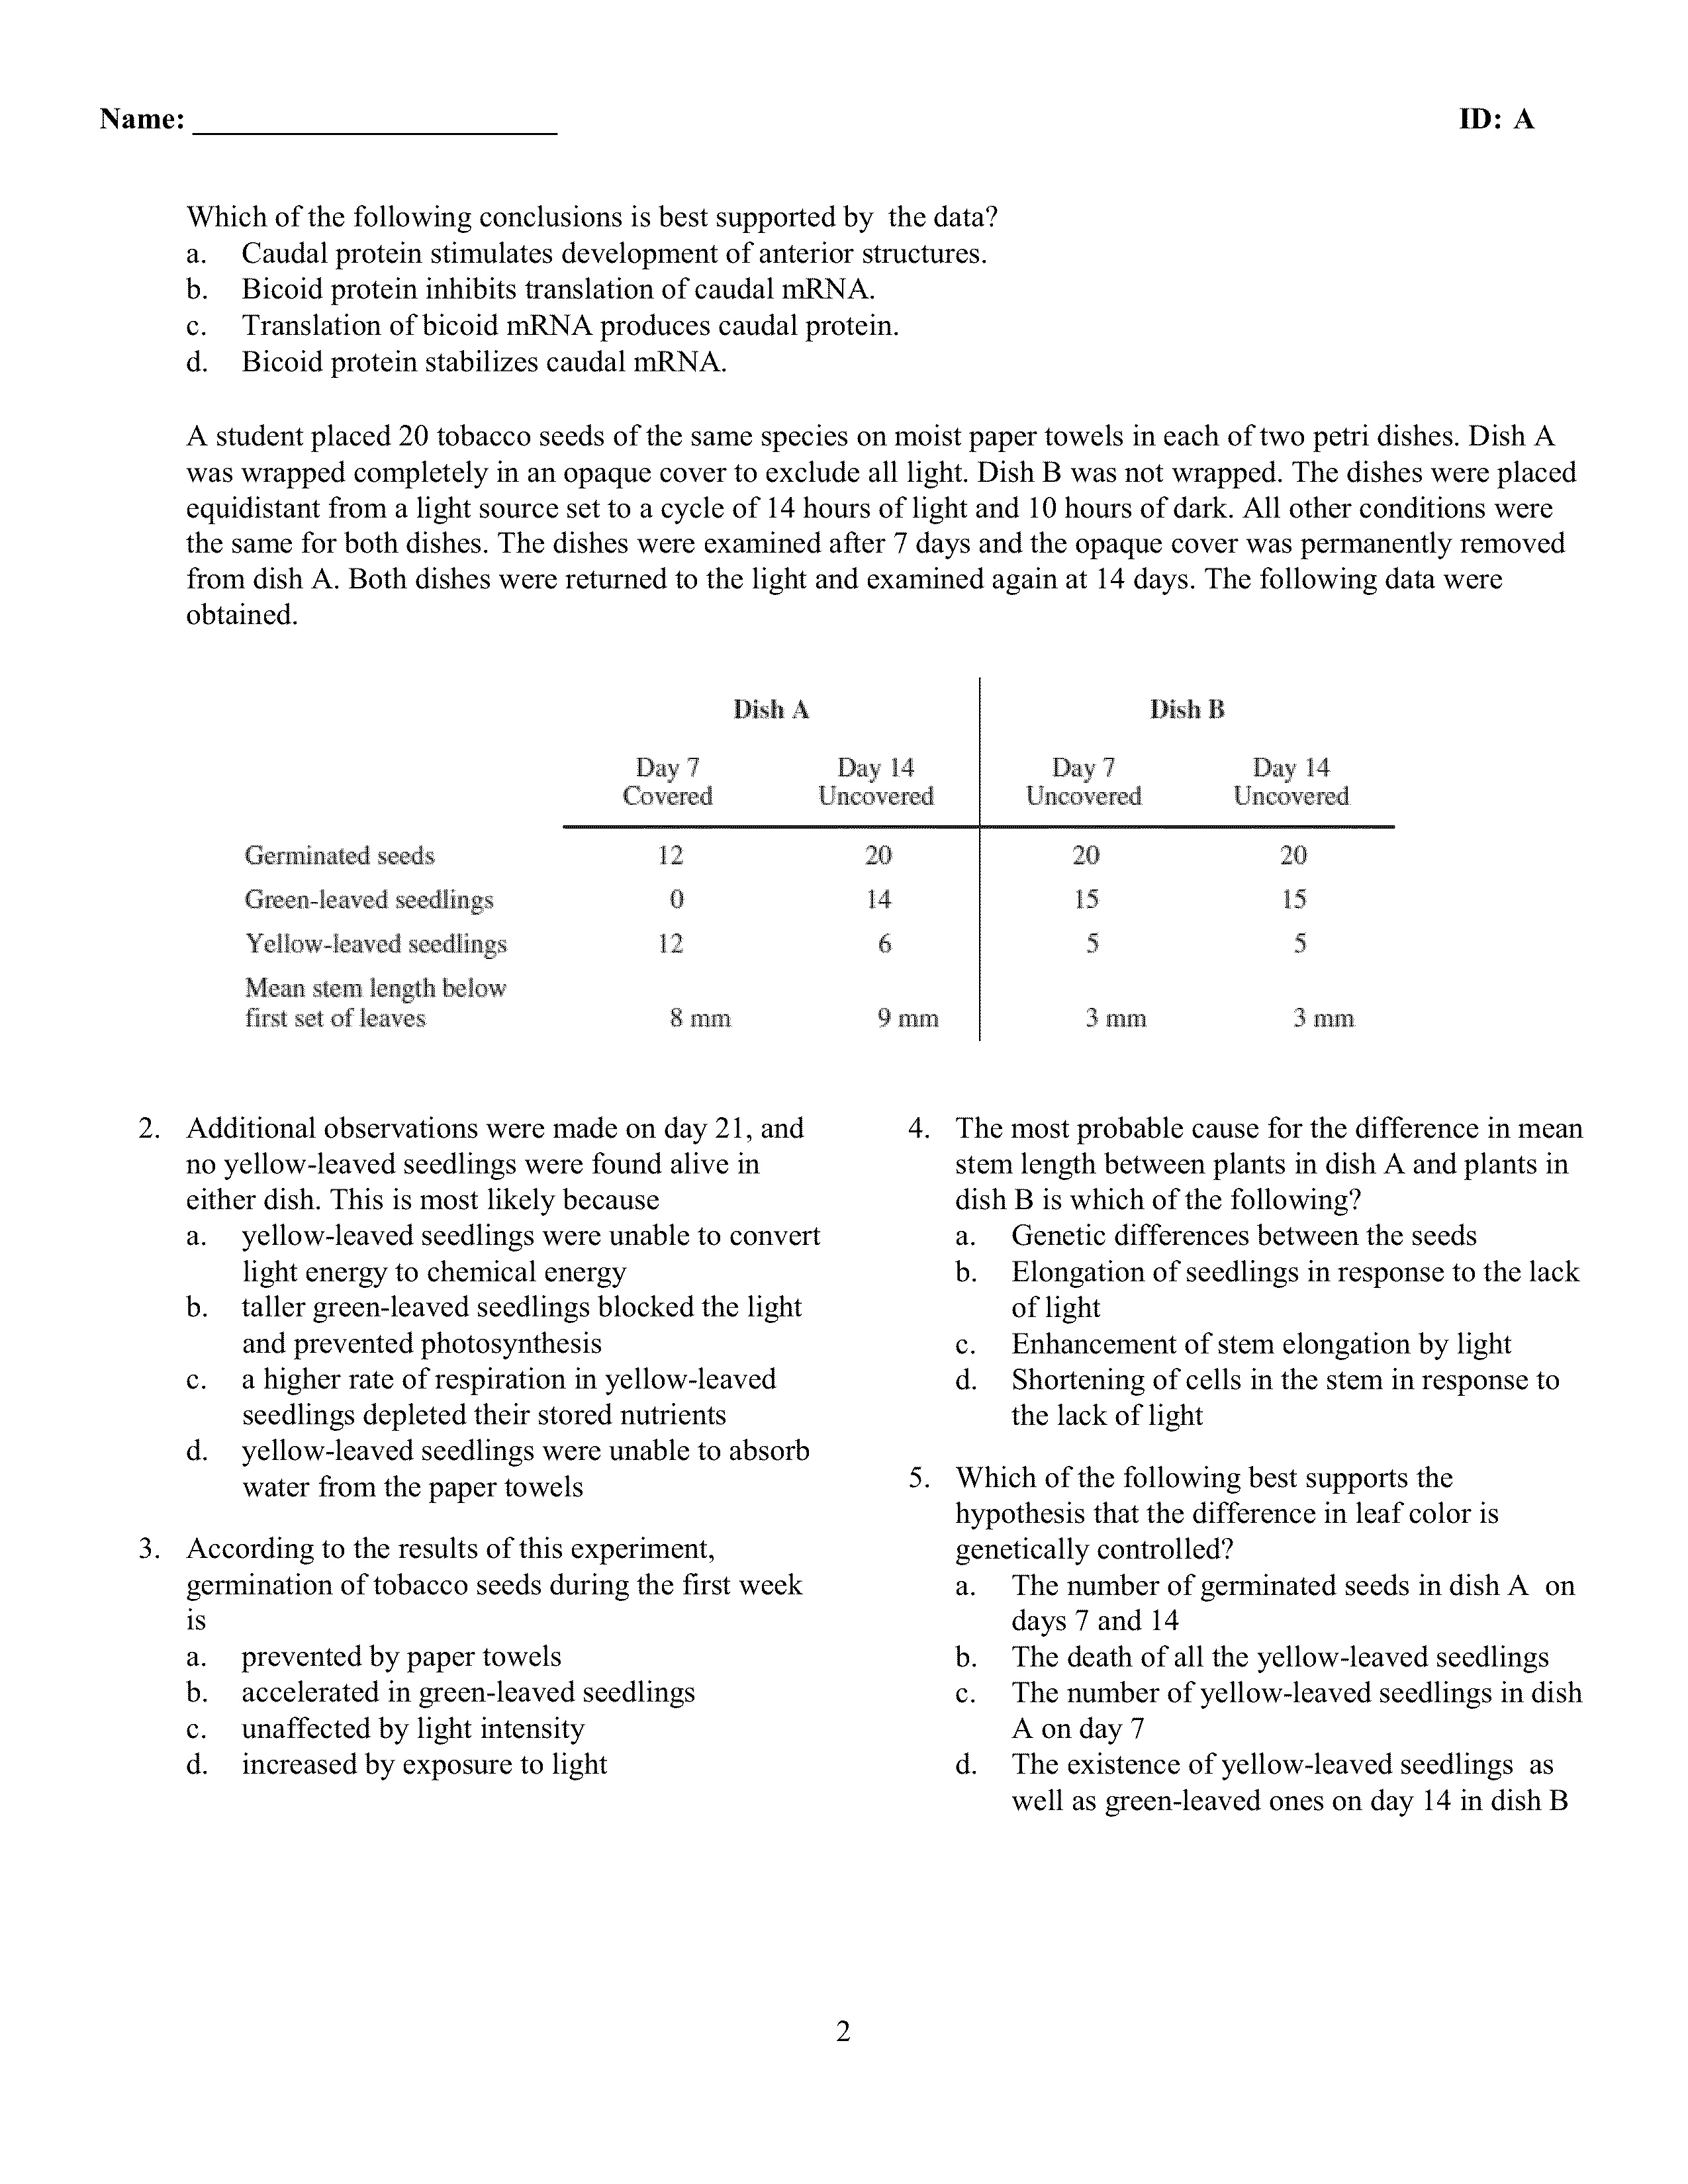 Name: ______________________ ID: A
Which of the following conclusions is best supported by the data?
a. Caudal protein stimulates development of anterior structures.
b. Bicoid protein inhibits translation of caudal mRNA.
c. Translation of bicoid mRNA produces caudal protein.
d. Bicoid protein stabilizes caudal mRNA.
A student placed 20 tobacco seeds of the same species on moist paper towels in each of two petri dishes. Dish A
was wrapped completely in an opaque cover to exclude all light. Dish B was not wrapped. The dishes were placed
equidistant from a light source set to a cycle of 14 hours of light and 10 hours of dark. All other conditions were
the same for both dishes. The dishes were examined after 7 days and the opaque cover was permanently removed
from dish A. Both dishes were returned to the light and examined again at 14 days. The following data were
obtained.
Dish A Dish B
Day 7 Day 14 Day 7 Day 14
Covered Uncovered Uncovered Uncovered
Germinated seeds 12 20 20 20
Green-leaved seedlings 0 14 15 15
Yellow-leaved seedlings 12 6 5 5
Mean stem length below
first set of leaves 8 mm 9 mm 3 mm 3 mm
2. Additional observations were made on day 21, and
no yellow-leaved seedlings were found alive in
either dish. This is most likely because
a. yellow-leaved seedlings were unable to convert
light energy to chemical energy
b. taller green-leaved seedlings blocked the light
and prevented photosynthesis
c. a higher rate of respiration in yellow-leaved
seedlings depleted their stored nutrients
d. yellow-leaved seedlings were unable to absorb
water from the paper towels
3. According to the results of this experiment,
germination of tobacco seeds during the first week
is
a. prevented by paper towels
b. accelerated in green-leaved seedlings
c. unaffected by light intensity
d. increased by exposure to light
4. The most probable cause for the difference in mean
stem length between plants in dish A and plants in
dish B is which of the following?
a. Genetic differences between the seeds
b. Elongation of seedlings in response to the lack
of light
c. Enhancement of stem elongation by light
d. Shortening of cells in the stem in response to
the lack of light
5. Which of the following best supports the
hypothesis that the difference in leaf color is
genetically controlled?
a. The number of germinated seeds in dish A on
days 7 and 14
b. The death of all the yellow-leaved seedlings
c. The number of yellow-leaved seedlings in dish
A on day 7
d. The existence of yellow-leaved seedlings as
well as green-leaved ones on day 14 in dish B
2